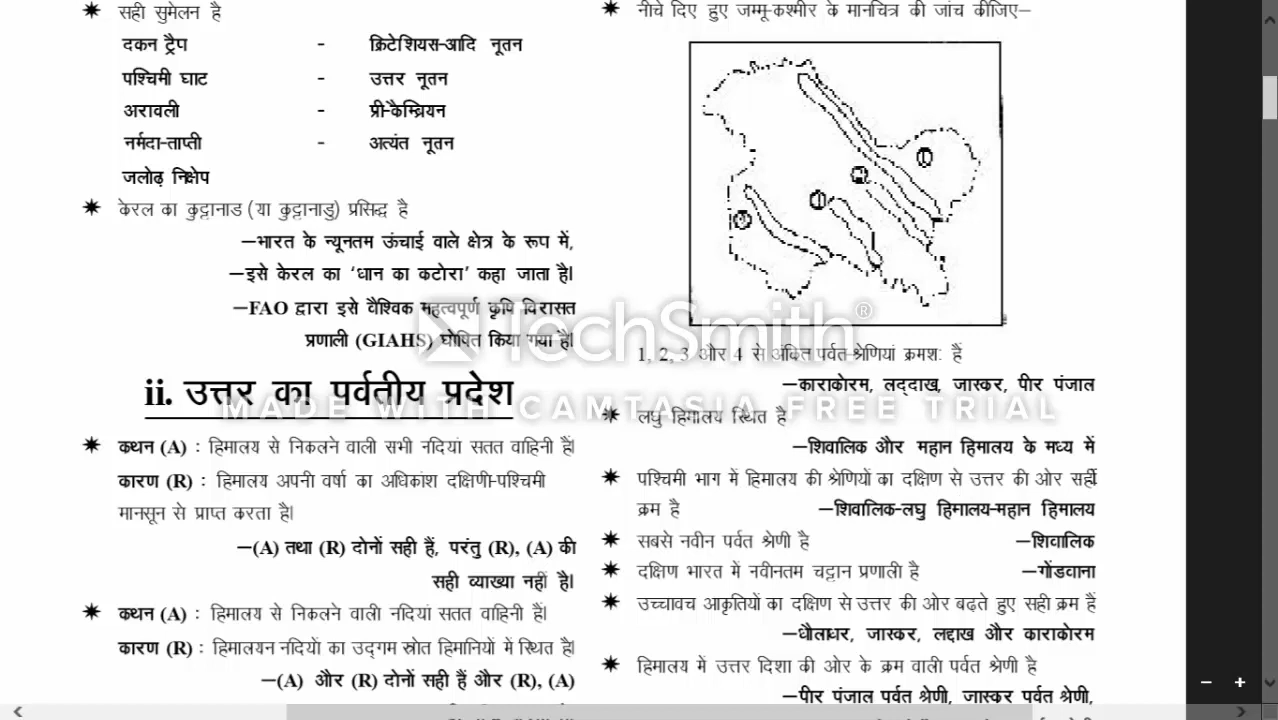 सही सुमेलन है
दकन ट्रैप - क्रिटेशियस-आदि नूतन
पश्चिमी घाट - उत्तर नूतन
अरावली - प्री-कैम्ब्रियन
नर्मदा-ताप्ती - अत्यंत नूतन
जलोढ़ निक्षेप
केरल का कुट्टानाड (या कुट्टानाडु) प्रसिद्ध है
–भारत के न्यूनतम ऊंचाई वाले क्षेत्र के रूप में,
–इसे केरल का ‘धान का कटोरा’ कहा जाता है।
–FAO द्वारा इसे वैश्विक महत्वपूर्ण कृषि विरासत
प्रणाली (GIAHS) घोषित किया गया है।
ii. उत्तर का पर्वतीय प्रदेश
कथन (A) : हिमालय से निकलने वाली सभी नदियां सतत वाहिनी हैं।
कारण (R) : हिमालय अपनी वर्षा का अधिकांश दक्षिणी-पश्चिमी
मानसून से प्राप्त करता है।
–(A) तथा (R) दोनों सही हैं, परंतु (R), (A) की
सही व्याख्या नहीं है।
कथन (A) : हिमालय से निकलने वाली नदियां सतत वाहिनी हैं।
कारण (R) : हिमालयन नदियों का उद्गम स्रोत हिमानियों में स्थित है।
–(A) और (R) दोनों सही हैं और (R), (A)
नीचे दिए हुए जम्मू-कश्मीर के मानचित्र की जांच कीजिए–
1, 2, 3 और 4 से अंकित पर्वत-श्रेणियां क्रमशः हैं
–काराकोरम, लद्दाख, जास्कर, पीर पंजाल
लघु हिमालय स्थित है
–शिवालिक और महान हिमालय के मध्य में
पश्चिमी भाग में हिमालय की श्रेणियों का दक्षिण से उत्तर की ओर सही
क्रम है –शिवालिक-लघु हिमालय-महान हिमालय
सबसे नवीन पर्वत श्रेणी है –शिवालिक
दक्षिण भारत में नवीनतम चट्टान प्रणाली है –गोंडवाना
उच्चावच आकृतियों का दक्षिण से उत्तर की ओर बढ़ते हुए सही क्रम हैं
–धौलाधर, जास्कर, लद्दाख और काराकोरम
हिमालय में उत्तर दिशा की ओर के क्रम वाली पर्वत श्रेणी है
–पीर पंजाल पर्वत श्रेणी, जास्कर पर्वत श्रेणी,
TechSmith®
MADE WITH CAMTASIA FREE TRIAL